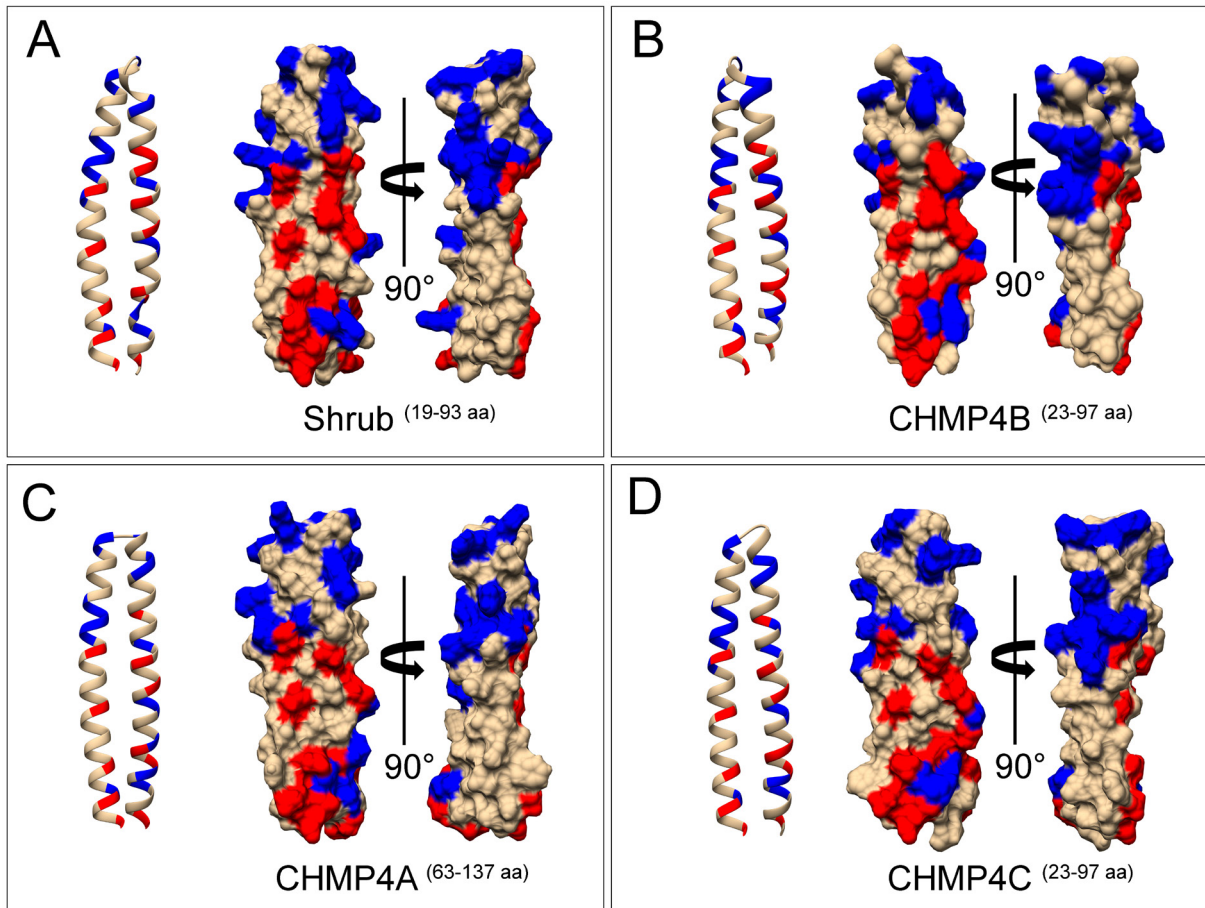 A
90°
Shrub (19-93 aa)
B
90°
CHMP4B (23-97 aa)
C
90°
CHMP4A (63-137 aa)
D
90°
CHMP4C (23-97 aa)